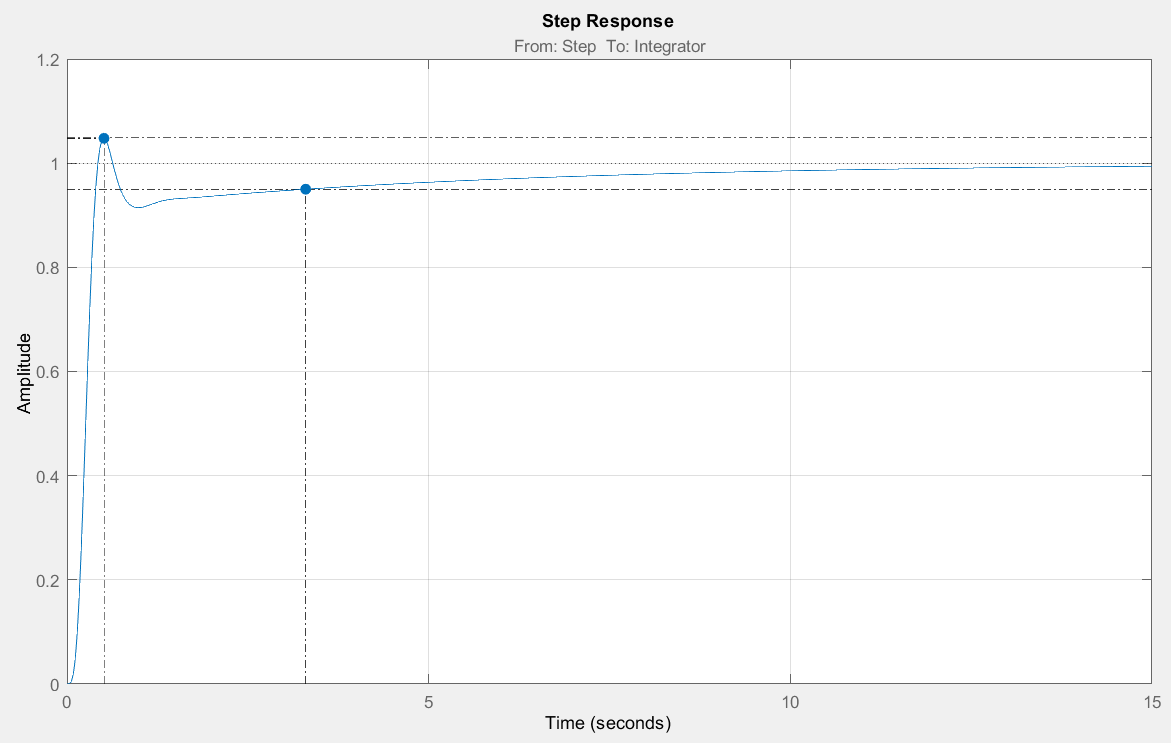 Step Response
From: Step  To: Integrator
1.2
1
0.8
0.6
0.4
0.2
0
Amplitude
0 5 10 15
Time (seconds)